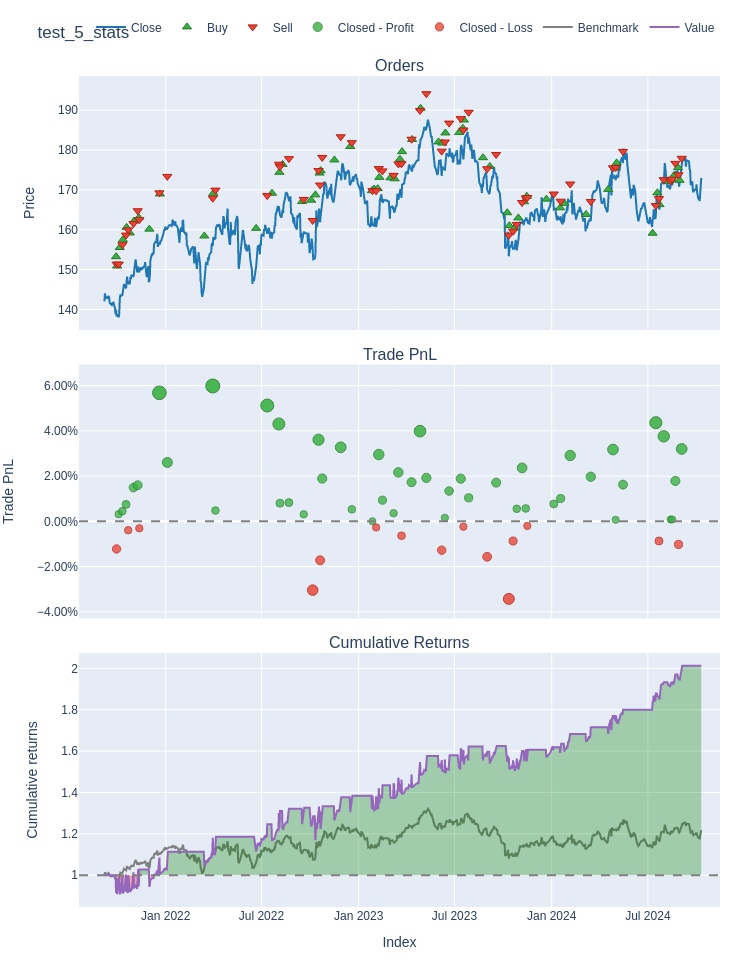 test_5_stats
Close Buy Sell Closed - Profit Closed - Loss Benchmark Value
Orders
190
180
170
160
150
140
Price
Trade PnL
6.00%
4.00%
2.00%
0.00%
−2.00%
−4.00%
Trade PnL
Cumulative Returns
2
1.8
1.6
1.4
1.2
1
Cumulative returns
Jan 2022 Jul 2022 Jan 2023 Jul 2023 Jan 2024 Jul 2024
Index